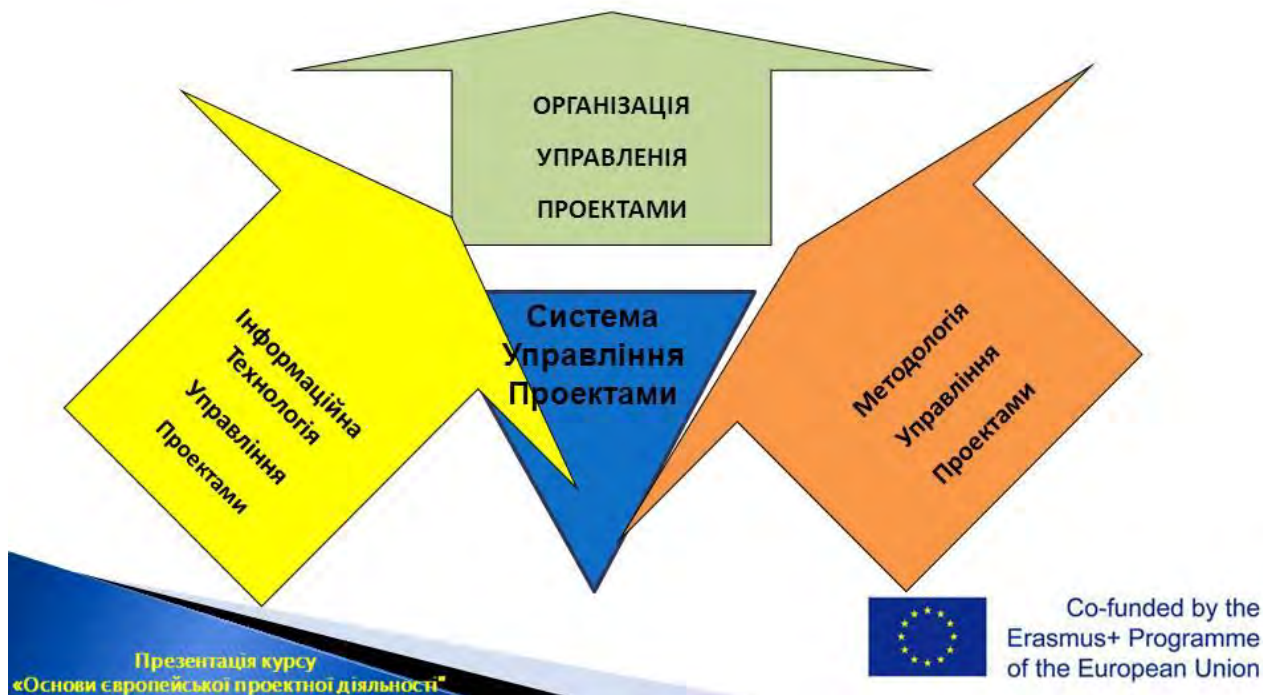 ОРГАНІЗАЦІЯ
УПРАВЛЕНІЯ
ПРОЕКТАМИ
Інформаційна
Технологія
Управління
Проектами
Система
Управління
Проектами
Методологія
Управління
Проектами
Презентація курсу
«Основи європейської проектної діяльності"
Co-funded by the
Erasmus+ Programme
of the European Union